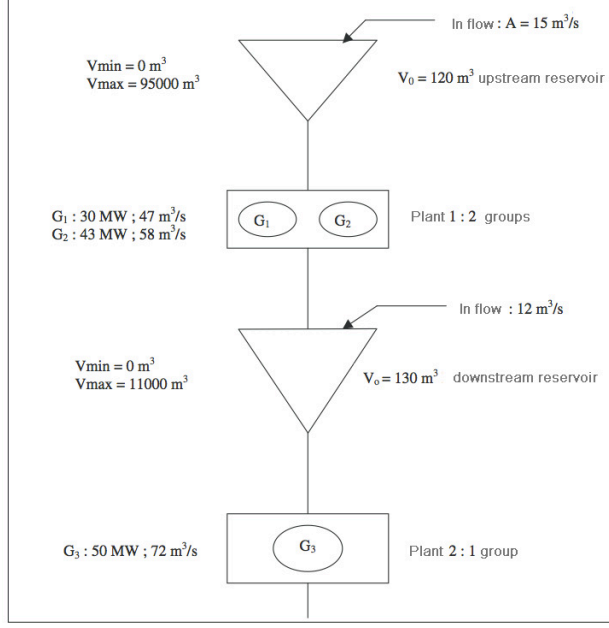 In flow : A = 15 m³/s
Vmin = 0 m³
Vmax = 95000 m³
V₀ = 120 m³ upstream reservoir
G₁ : 30 MW ; 47 m³/s
G₂ : 43 MW ; 58 m³/s
G₁
G₂
Plant 1 : 2 groups
In flow : 12 m³/s
Vmin = 0 m³
Vmax = 11000 m³
Vₒ = 130 m³ downstream reservoir
G₃ : 50 MW ; 72 m³/s
G₃
Plant 2 : 1 group